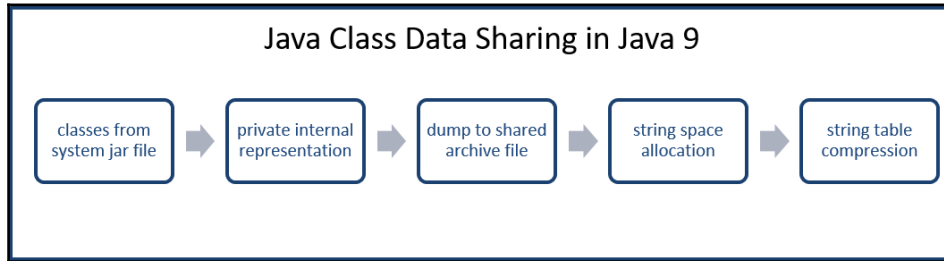 Java Class Data Sharing in Java 9
classes from
system jar file
private internal
representation
dump to shared
archive file
string space
allocation
string table
compression